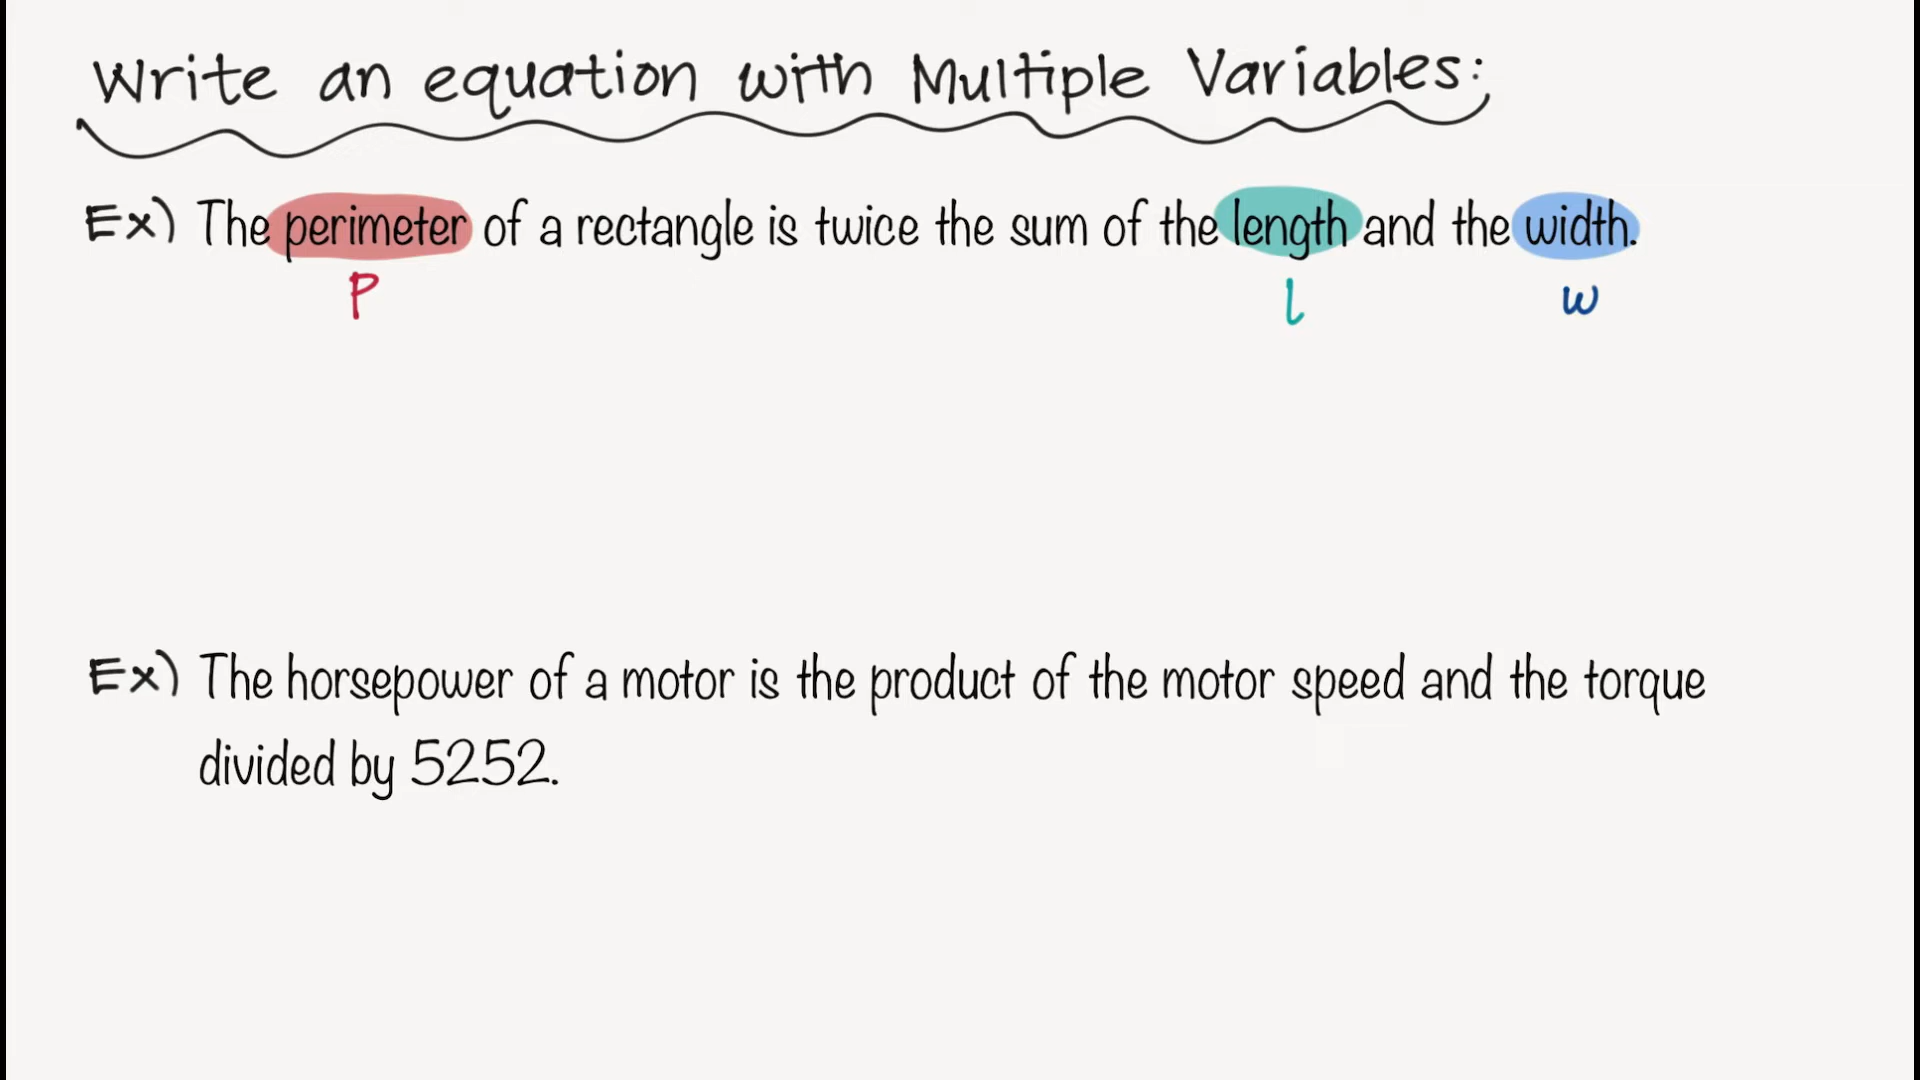 Write an equation with Multiple Variables:
Ex) The perimeter of a rectangle is twice the sum of the length and the width.
P l w
Ex) The horsepower of a motor is the product of the motor speed and the torque
divided by 5252.